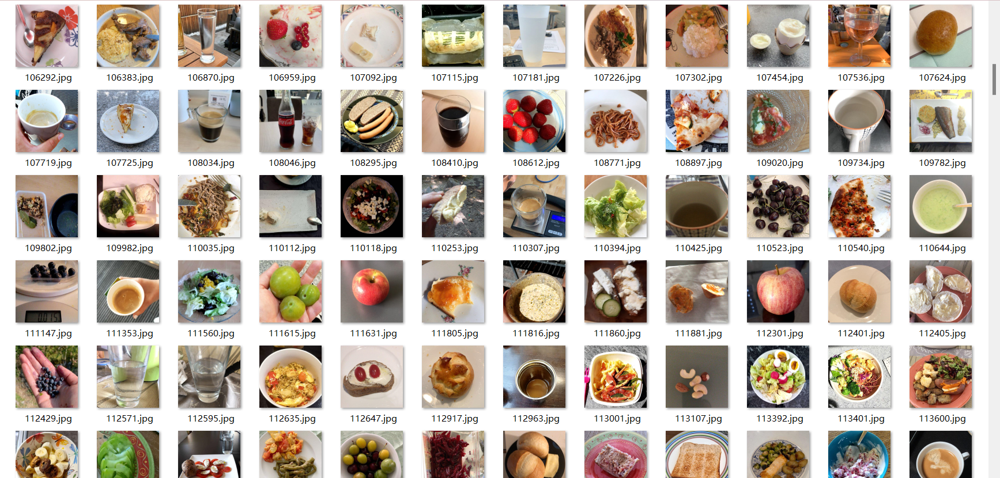 106292.jpg 106383.jpg 106870.jpg 106959.jpg 107092.jpg 107115.jpg 107181.jpg 107226.jpg 107302.jpg 107454.jpg 107536.jpg 107624.jpg
Coca-Cola
107719.jpg 107725.jpg 108034.jpg 108046.jpg 108295.jpg 108410.jpg 108612.jpg 108771.jpg 108897.jpg 109020.jpg 109734.jpg 109782.jpg
109802.jpg 109982.jpg 110035.jpg 110112.jpg 110118.jpg 110253.jpg 110307.jpg 110394.jpg 110425.jpg 110523.jpg 110540.jpg 110644.jpg
0.015
111147.jpg 111353.jpg 111560.jpg 111615.jpg 111631.jpg 111805.jpg 111816.jpg 111860.jpg 111881.jpg 112301.jpg 112401.jpg 112405.jpg
112429.jpg 112571.jpg 112595.jpg 112635.jpg 112647.jpg 112917.jpg 112963.jpg 113001.jpg 113107.jpg 113392.jpg 113401.jpg 113600.jpg